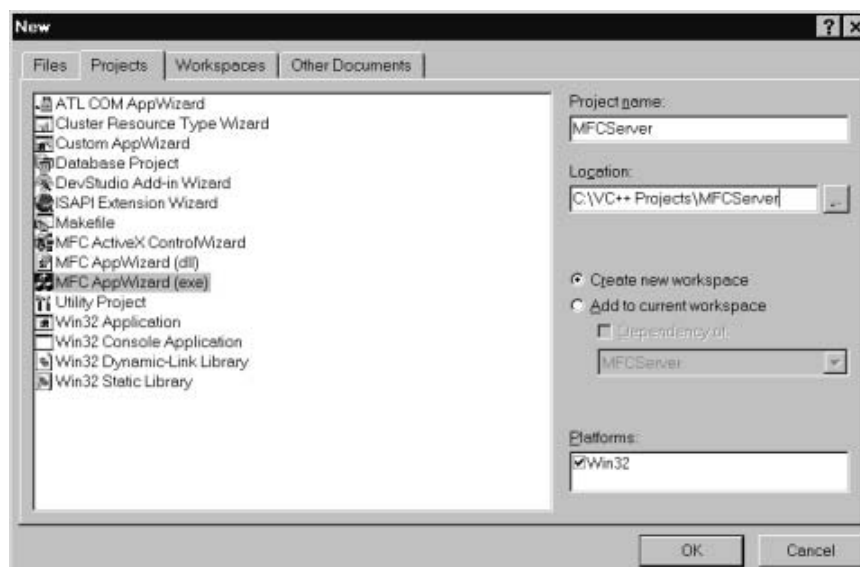 New
Files
Projects
Workspaces
Other Documents
ATL COM AppWizard
Cluster Resource Type Wizard
Custom AppWizard
Database Project
DevStudio Add-in Wizard
ISAPI Extension Wizard
Makefile
MFC ActiveX ControlWizard
MFC AppWizard (dll)
MFC AppWizard (exe)
Utility Project
Win32 Application
Win32 Console Application
Win32 Dynamic-Link Library
Win32 Static Library
Project name:
MFCServer
Location:
C:\VC++ Projects\MFCServer
...
Create new workspace
Add to current workspace
Dependency of:
MFCServer
Platforms:
Win32
OK
Cancel